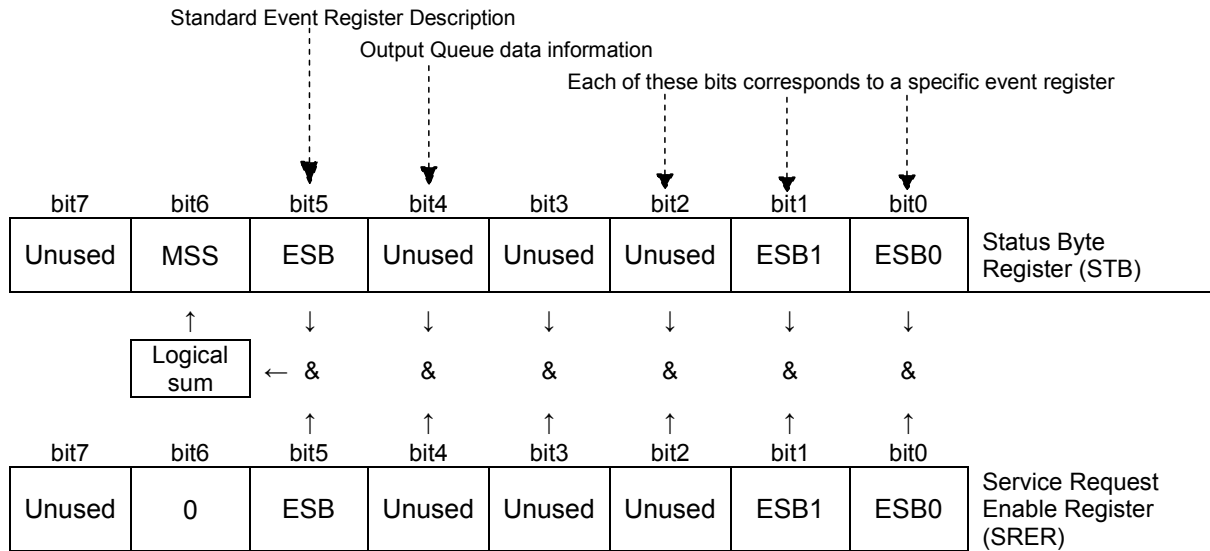 Standard Event Register Description
Output Queue data information
Each of these bits corresponds to a specific event register
bit7 bit6 bit5 bit4 bit3 bit2 bit1 bit0
Unused MSS ESB Unused Unused Unused ESB1 ESB0
Status Byte
Register (STB)
↑ ↓ ↓ ↓ ↓ ↓ ↓
Logical
sum
← & & & & & &
↑ ↑ ↑ ↑ ↑ ↑
bit7 bit6 bit5 bit4 bit3 bit2 bit1 bit0
Unused 0 ESB Unused Unused Unused ESB1 ESB0
Service Request
Enable Register
(SRER)